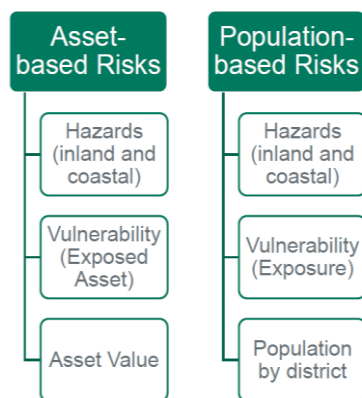 Asset-
based Risks
Hazards
(inland and
coastal)
Vulnerability
(Exposed
Asset)
Asset Value
Population-
based Risks
Hazards
(inland and
coastal)
Vulnerability
(Exposure)
Population
by district